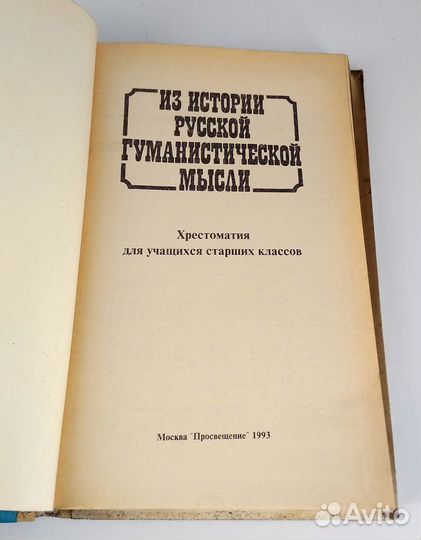 ИЗ ИСТОРИИ
РУССКОЙ
ГУМАНИСТИЧЕСКОЙ
МЫСЛИ
Хрестоматия
для учащихся старших классов
Москва "Просвещение" 1993
Avito